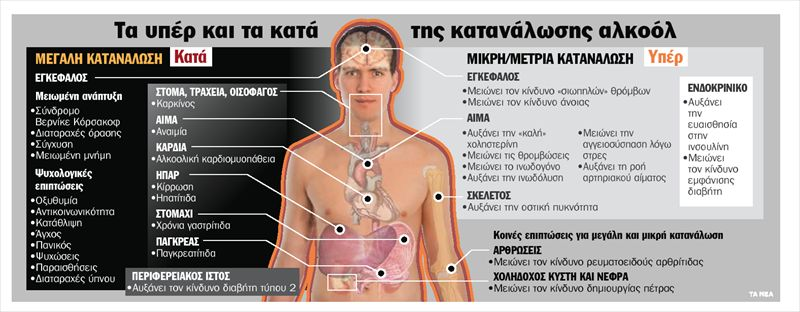 Τα υπέρ και τα κατά της κατανάλωσης αλκοόλ
ΜΕΓΑΛΗ ΚΑΤΑΝΑΛΩΣΗ Κατά
ΕΓΚΕΦΑΛΟΣ
Μειωμένη ανάπτυξη
•Σύνδρομο
Βερνίκε Κόρσακοφ
•Διαταραχές όρασης
•Σύγχυση
•Μειωμένη μνήμη
Ψυχολογικές
επιπτώσεις
•Οξυθυμία
•Αντικοινωνικότητα
•Κατάθλιψη
•Άγχος
•Πανικός
•Ψυχώσεις
•Παραισθήσεις
•Διαταραχές ύπνου
ΣΤΟΜΑ, ΤΡΑΧΕΙΑ, ΟΙΣΟΦΑΓΟΣ
•Καρκίνος
ΑΙΜΑ
•Αναιμία
ΚΑΡΔΙΑ
•Αλκοολική καρδιομυοπάθεια
ΗΠΑΡ
•Κίρρωση
•Ηπατίτιδα
ΣΤΟΜΑΧΙ
•Χρόνια γαστρίτιδα
ΠΑΓΚΡΕΑΣ
•Παγκρεατίτιδα
ΠΕΡΙΦΕΡΕΙΑΚΟΣ ΙΣΤΟΣ
•Αυξάνει τον κίνδυνο διαβήτη τύπου 2
ΜΙΚΡΗ/ΜΕΤΡΙΑ ΚΑΤΑΝΑΛΩΣΗ Υπέρ
ΕΓΚΕΦΑΛΟΣ
•Μειώνει τον κίνδυνο «σιωπηλών» θρόμβων
•Μειώνει τον κίνδυνο άνοιας
ΑΙΜΑ
•Αυξάνει την «καλή»
χοληστερίνη
•Μειώνει τις θρομβώσεις
•Μειώνει το ινωδογόνο
•Αυξάνει την ινωδόλυση
•Μειώνει την
αγγειοσύσπαση λόγω
στρες
•Αυξάνει τη ροή
αρτηριακού αίματος
ΣΚΕΛΕΤΟΣ
•Αυξάνει την οστική πυκνότητα
ΕΝΔΟΚΡΙΝΙΚΟ
•Αυξάνει
την
ευαισθησία
στην
ινσουλίνη
•Μειώνει
τον κίνδυνο
εμφάνισης
διαβήτη
Κοινές επιπτώσεις για μεγάλη και μικρή κατανάλωση
ΑΡΘΡΩΣΕΙΣ
•Μειώνει τον κίνδυνο ρευματοειδούς αρθρίτιδας
ΧΟΛΗΔΟΧΟΣ ΚΥΣΤΗ ΚΑΙ ΝΕΦΡΑ
•Μειώνει τον κίνδυνο δημιουργίας πέτρας
ΤΑ ΝΕΑ